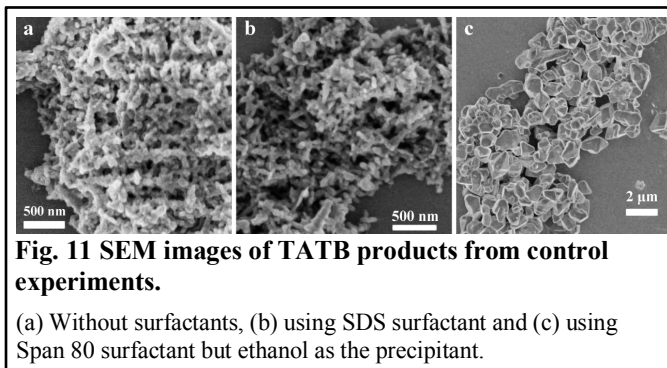 a
b
c
500 nm
500 nm
2 μm
Fig. 11 SEM images of TATB products from control
experiments.
(a) Without surfactants, (b) using SDS surfactant and (c) using
Span 80 surfactant but ethanol as the precipitant.